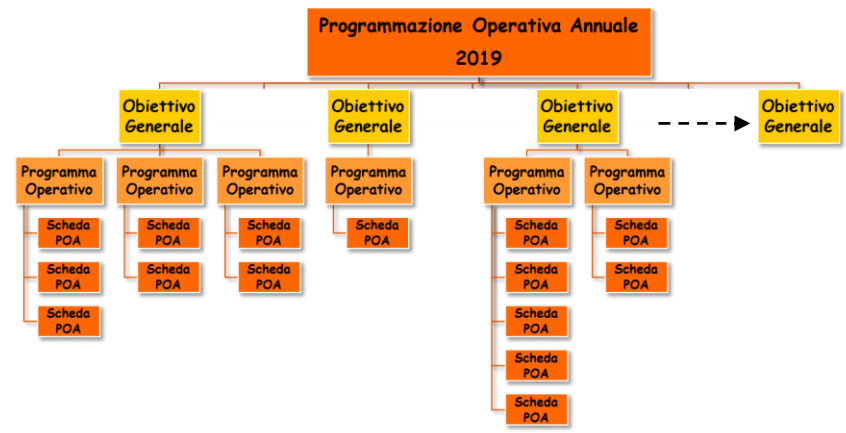 Programmazione Operativa Annuale
2019
Obiettivo
Generale
Obiettivo
Generale
Obiettivo
Generale
Obiettivo
Generale
Programma
Operativo
Programma
Operativo
Programma
Operativo
Programma
Operativo
Programma
Operativo
Programma
Operativo
Scheda
POA
Scheda
POA
Scheda
POA
Scheda
POA
Scheda
POA
Scheda
POA
Scheda
POA
Scheda
POA
Scheda
POA
Scheda
POA
Scheda
POA
Scheda
POA
Scheda
POA
Scheda
POA
Scheda
POA